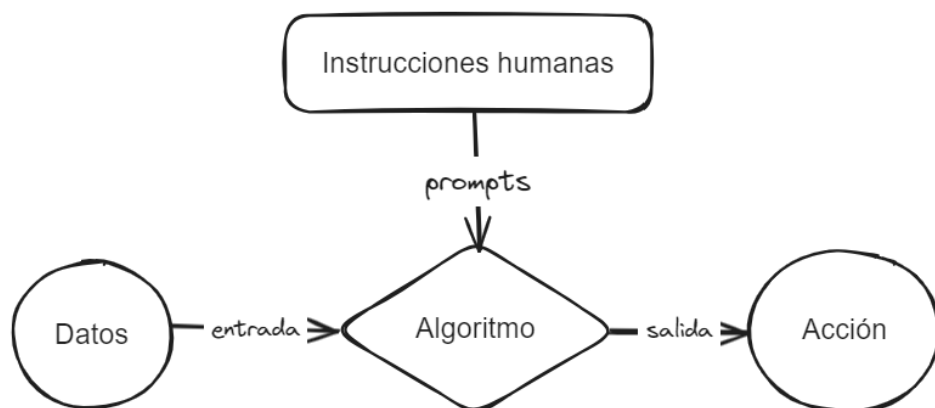 Instrucciones humanas
prompts
Datos
entrada
Algoritmo
salida
Acción